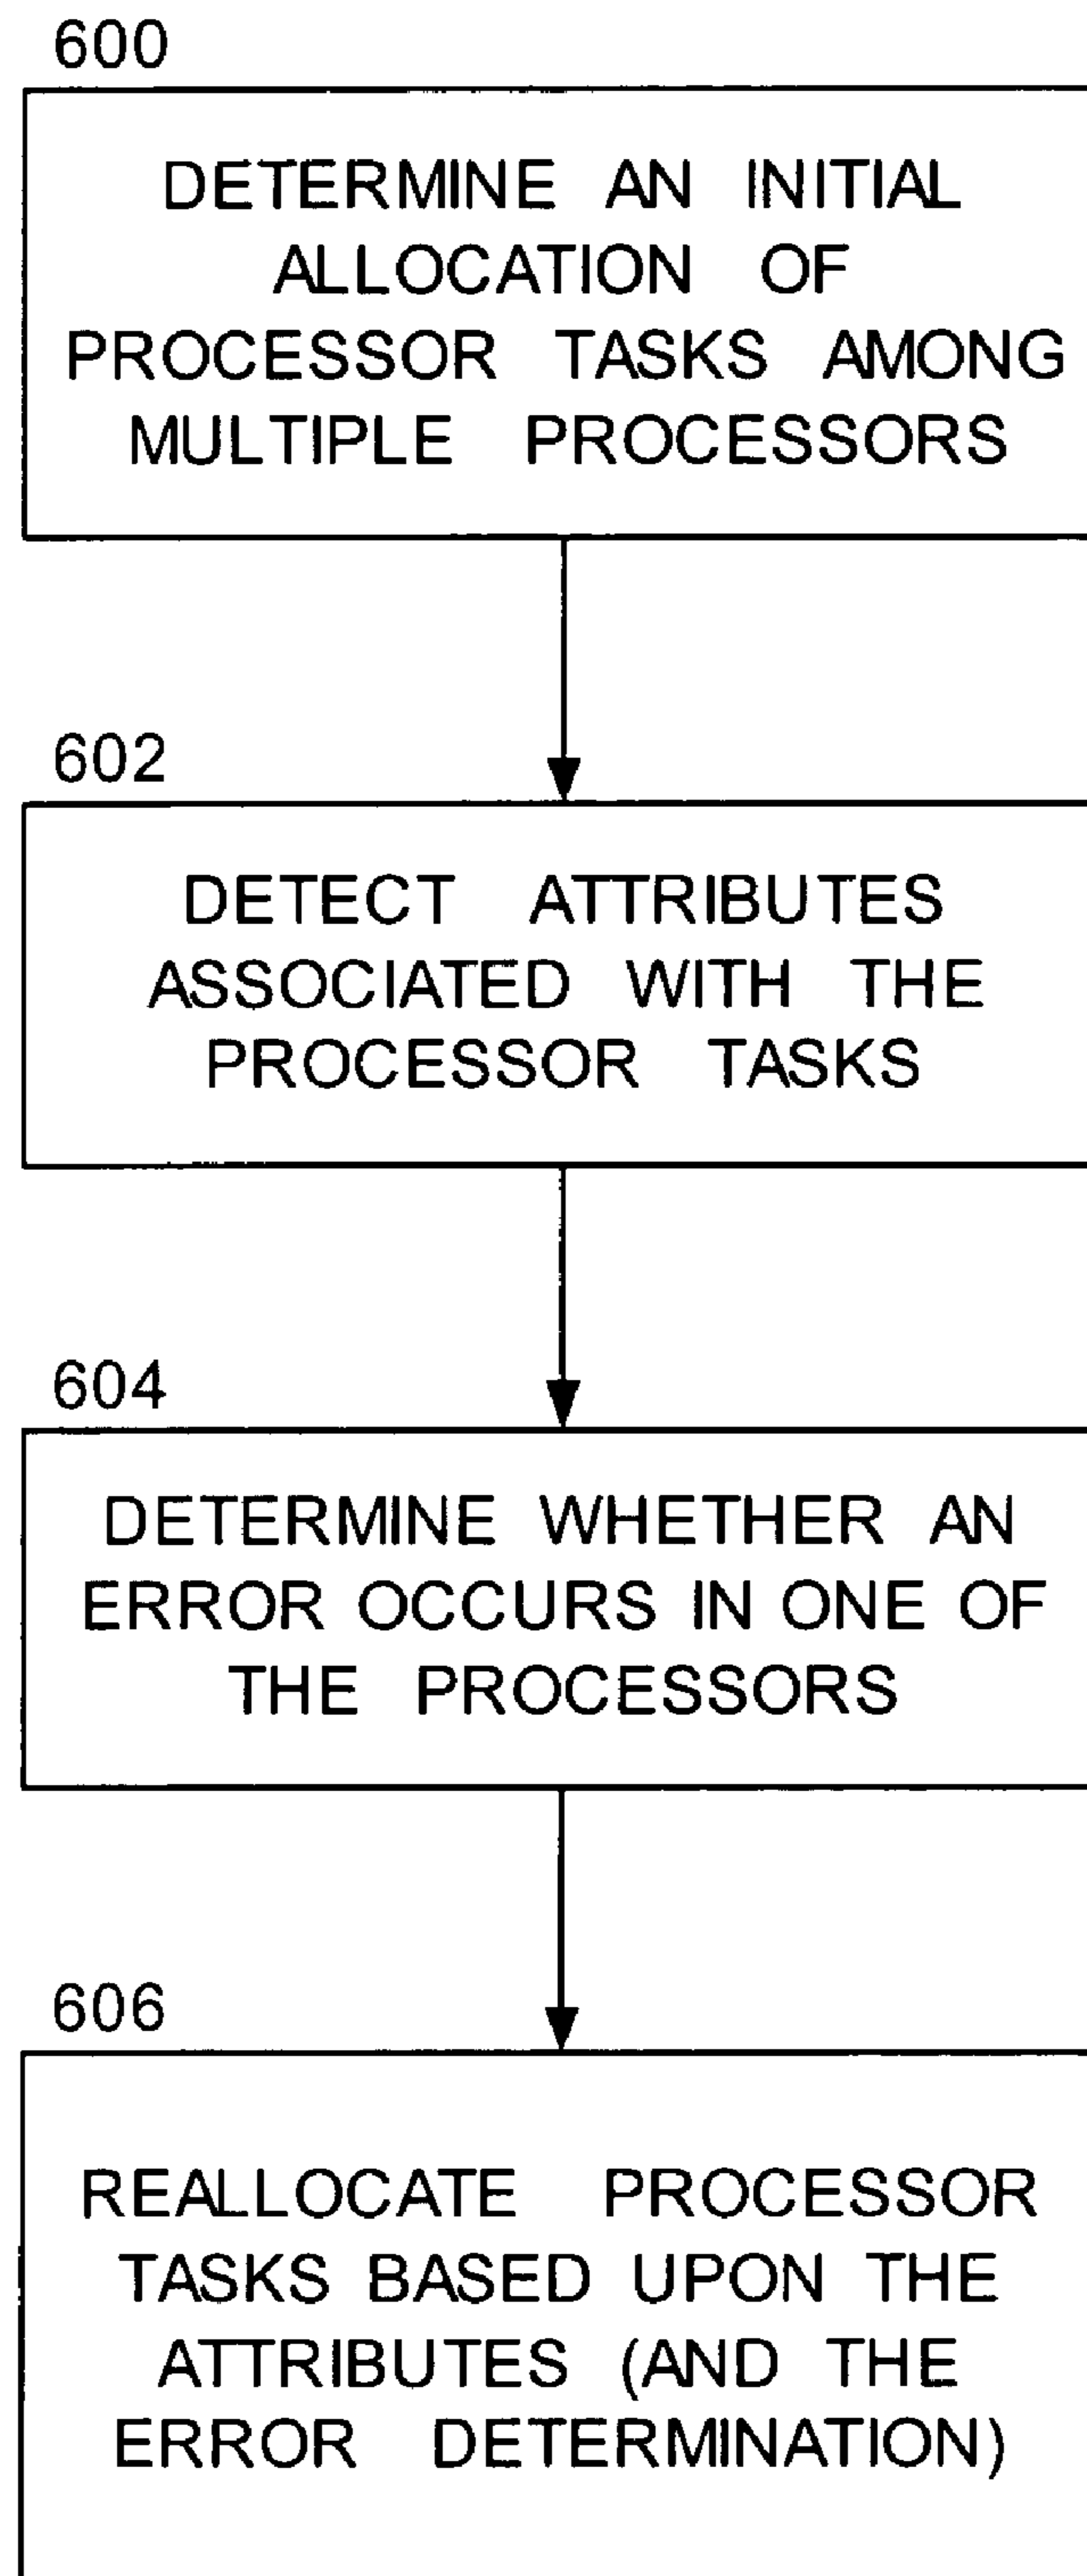 600
DETERMINE AN INITIAL
ALLOCATION OF
PROCESSOR TASKS AMONG
MULTIPLE PROCESSORS
602
DETECT ATTRIBUTES
ASSOCIATED WITH THE
PROCESSOR TASKS
604
DETERMINE WHETHER AN
ERROR OCCURS IN ONE OF
THE PROCESSORS
606
REALLOCATE PROCESSOR
TASKS BASED UPON THE
ATTRIBUTES (AND THE
ERROR DETERMINATION)